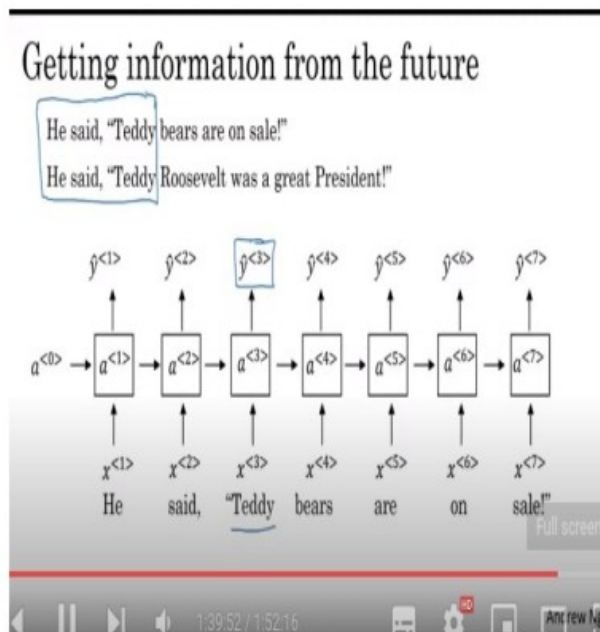 Getting information from the future
He said, “Teddy bears are on sale!”
He said, “Teddy Roosevelt was a great President!”
ŷ<1> ŷ<2> ŷ<3> ŷ<4> ŷ<5> ŷ<6> ŷ<7>
a<0> a<1> a<2> a<3> a<4> a<5> a<6> a<7>
x<1> x<2> x<3> x<4> x<5> x<6> x<7>
He said, “Teddy bears are on sale!”
Full screen
HD
1:39:52 / 1:52:16
Andrew